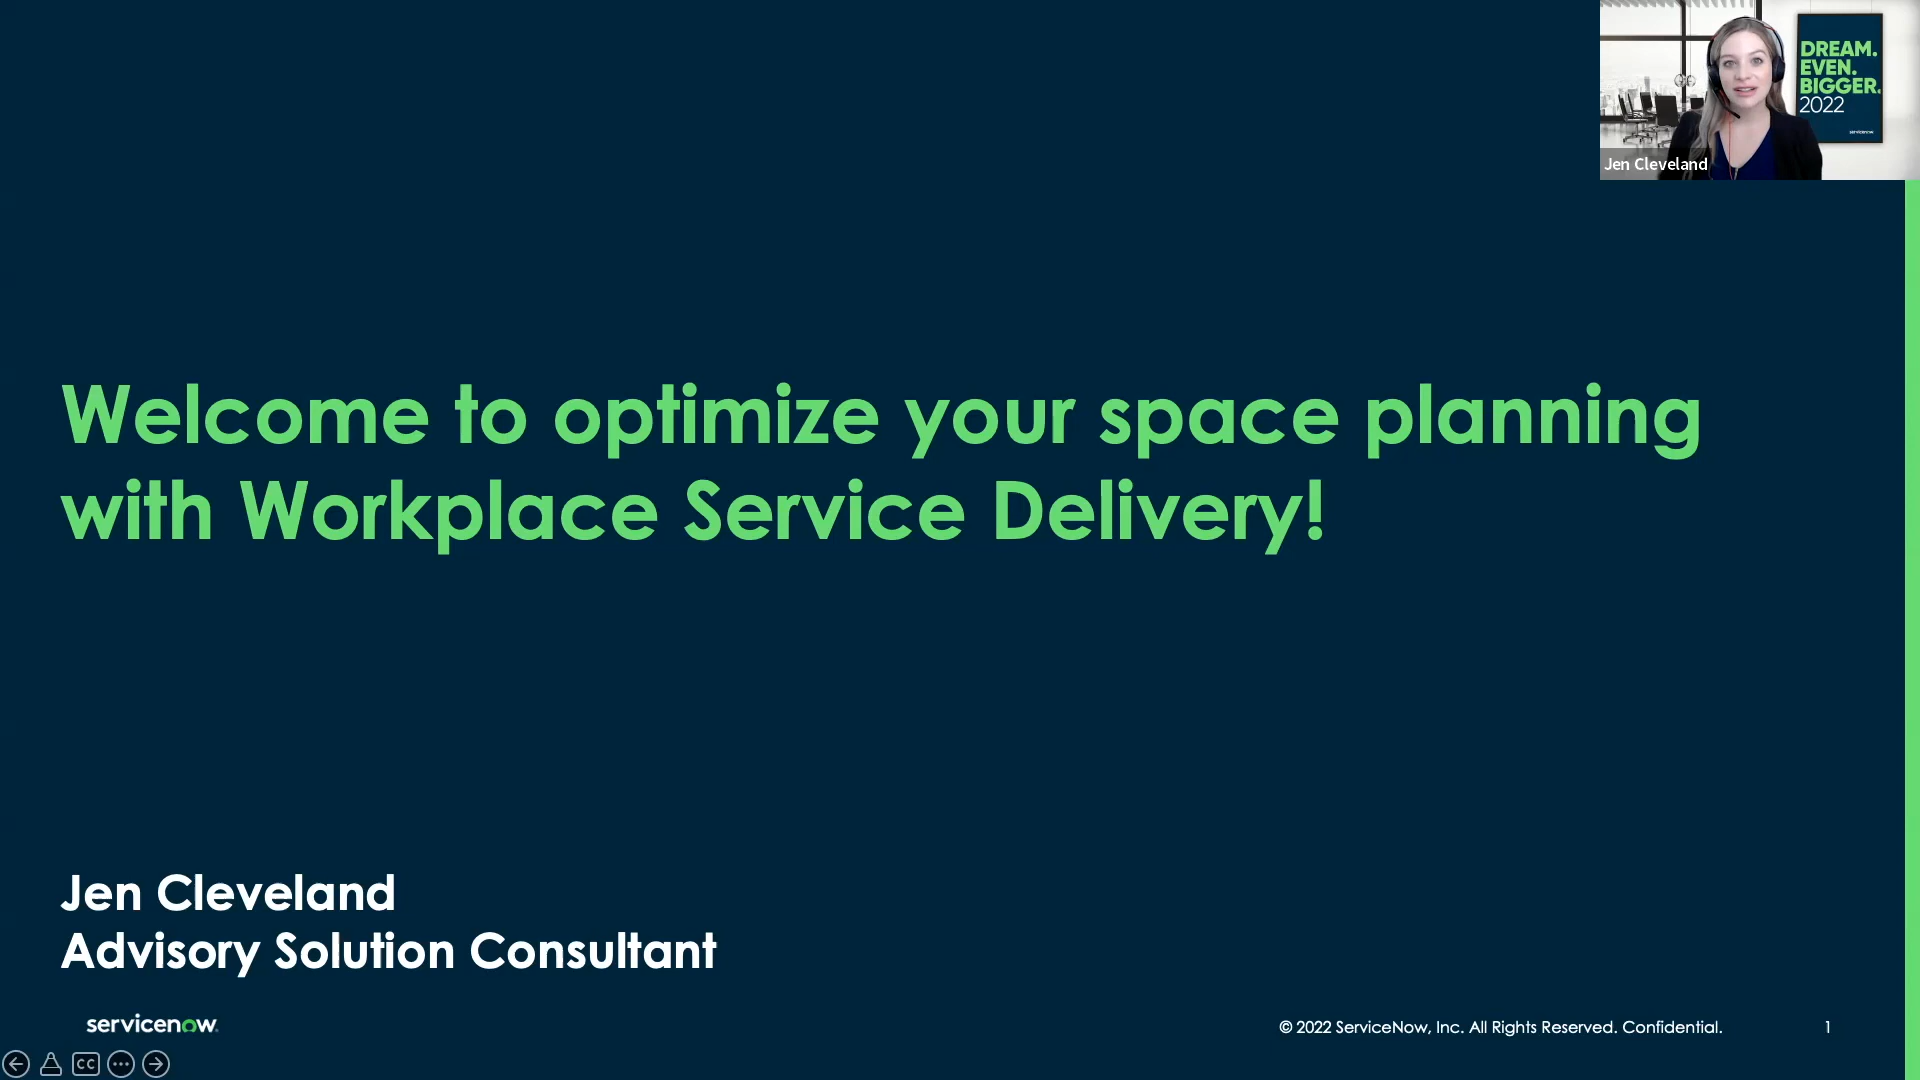 DREAM.
EVEN.
BIGGER.
2022
servicenow
Jen Cleveland
Welcome to optimize your space planning
with Workplace Service Delivery!
Jen Cleveland
Advisory Solution Consultant
servicenow
© 2022 ServiceNow, Inc. All Rights Reserved. Confidential.
1
CC